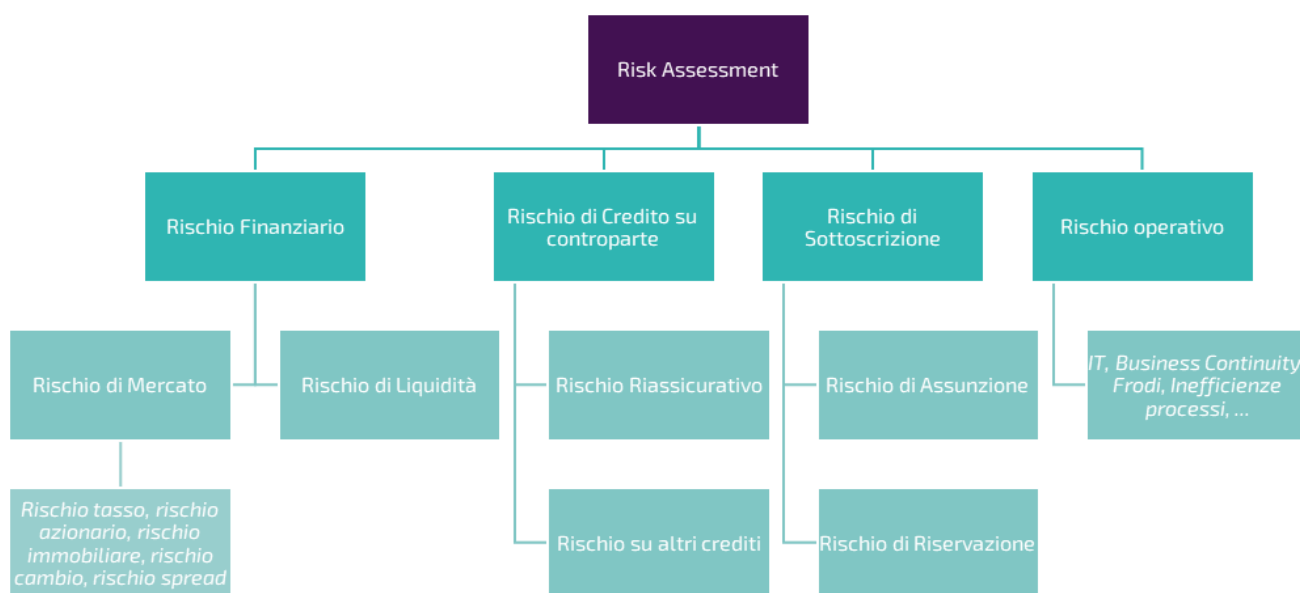 Risk Assessment
Rischio Finanziario
Rischio di Credito su
controparte
Rischio di
Sottoscrizione
Rischio operativo
Rischio di Mercato
Rischio di Liquidità
Rischio Riassicurativo
Rischio di Assunzione
IT, Business Continuity
Frodi, Inefficienze
processi, ...
Rischio tasso, rischio
azionario, rischio
immobiliare, rischio
cambio, rischio spread
Rischio su altri crediti
Rischio di Riservazione